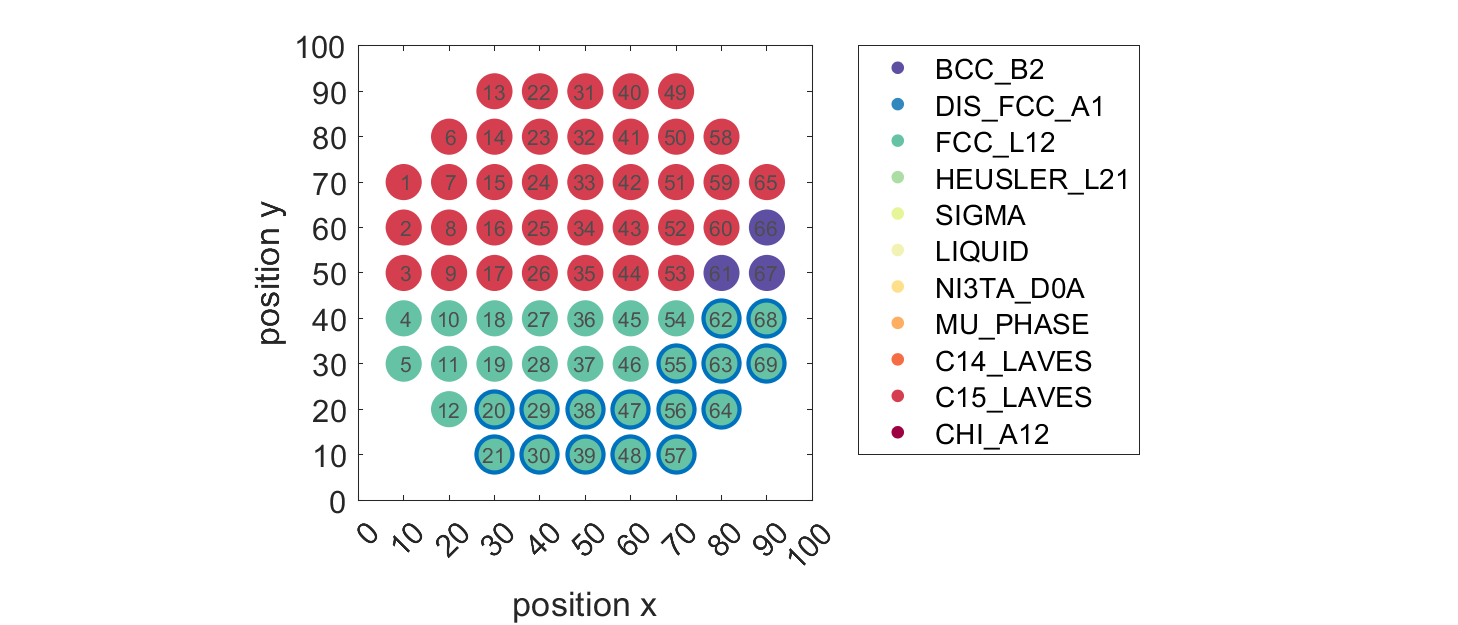 100
90
80
70
60
50
40
30
20
10
0
position y
13 22 31 40 49
6 14 23 32 41 50 58
1 7 15 24 33 42 51 59 65
2 8 16 25 34 43 52 60 66
3 9 17 26 35 44 53 61 67
4 10 18 27 36 45 54 62 68
5 11 19 28 37 46 55 63 69
12 20 29 38 47 56 64
21 30 39 48 57
0 10 20 30 40 50 60 70 80 90 100
position x
BCC_B2
DIS_FCC_A1
FCC_L12
HEUSLER_L21
SIGMA
LIQUID
NI3TA_D0A
MU_PHASE
C14_LAVES
C15_LAVES
CHI_A12